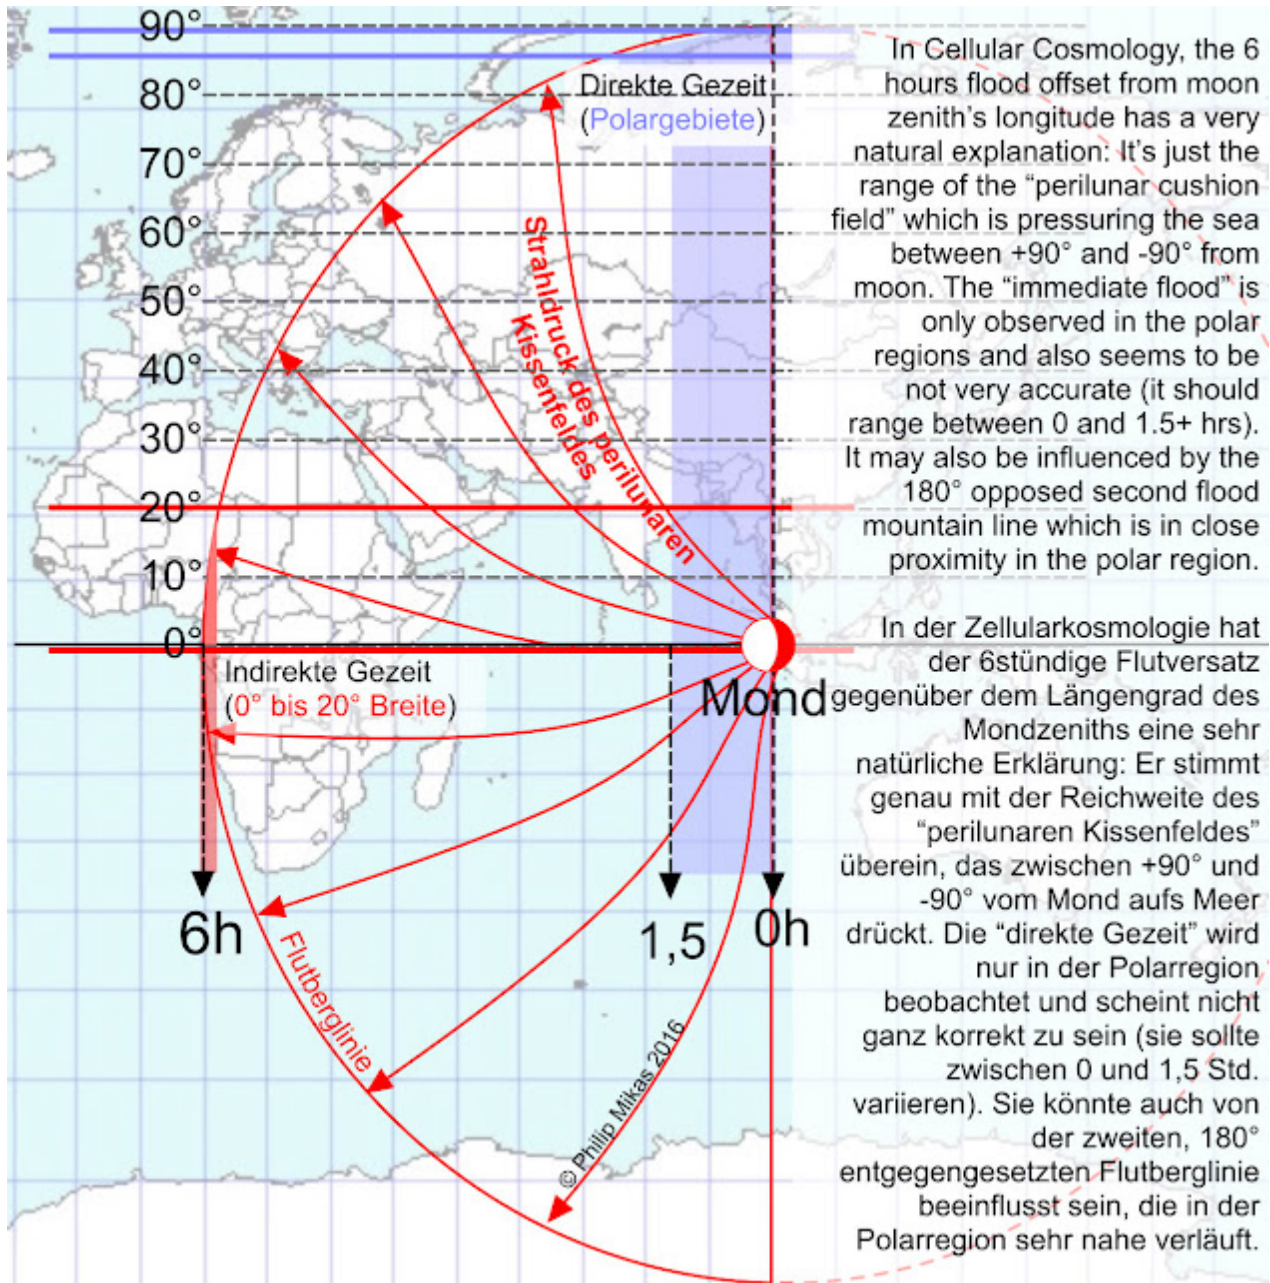 90°
80°
70°
60°
50°
40°
30°
20°
10°
0°
Direkte Gezeit
(Polargebiete)
Strahldruck des perilunaren
Kissenfeldes
Indirekte Gezeit
(0° bis 20° Breite)
Mond
6h
1,5
0h
Flutberglinie
© Philip Mikas 2016
In Cellular Cosmology, the 6
hours flood offset from moon
zenith's longitude has a very
natural explanation: It's just the
range of the “perilunar cushion
field” which is pressuring the sea
between +90° and -90° from
moon. The “immediate flood” is
only observed in the polar
regions and also seems to be
not very accurate (it should
range between 0 and 1.5+ hrs).
It may also be influenced by the
180° opposed second flood
mountain line which is in close
proximity in the polar region.
In der Zellularkosmologie hat
der 6stündige Flutversatz
gegenüber dem Längengrad des
Mondzeniths eine sehr
natürliche Erklärung: Er stimmt
genau mit der Reichweite des
“perilunaren Kissenfeldes”
überein, das zwischen +90° und
-90° vom Mond aufs Meer
drückt. Die “direkte Gezeit” wird
nur in der Polarregion
beobachtet und scheint nicht
ganz korrekt zu sein (sie sollte
zwischen 0 und 1,5 Std.
variieren). Sie könnte auch von
der zweiten, 180°
entgegengesetzten Flutberglinie
beeinflusst sein, die in der
Polarregion sehr nahe verläuft.